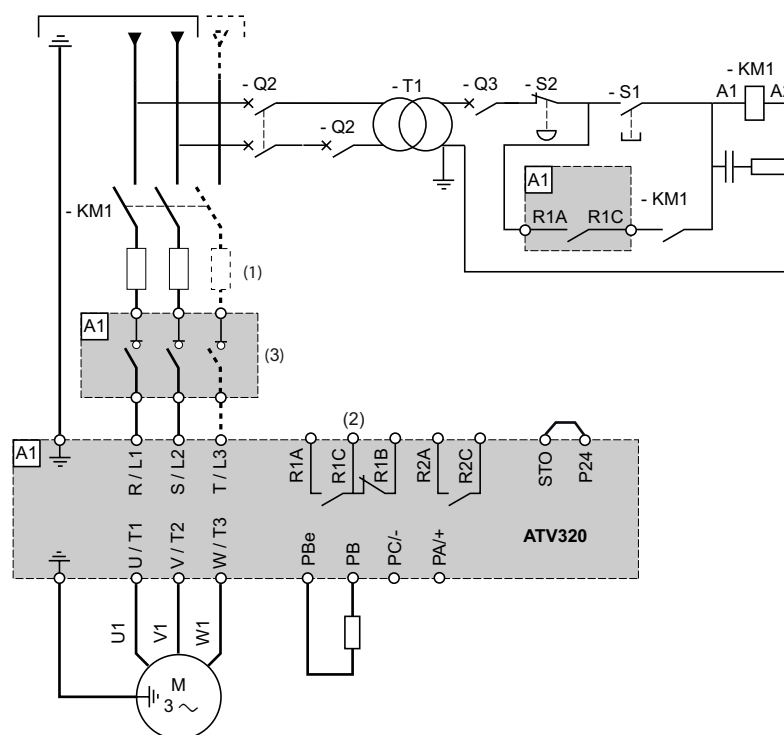 - Q2
- T1
- Q3
- S2
- S1
- KM1
A1
A2
- Q2
A1
R1A
R1C
- KM1
- KM1
(1)
A1
(3)
(2)
A1
R / L1
S / L2
T / L3
R1A
R1C
R1B
R2A
R2C
STO
P24
ATV320
U / T1
V / T2
W / T3
PBe
PB
PC/-
PA/+
U1
V1
W1
M
3